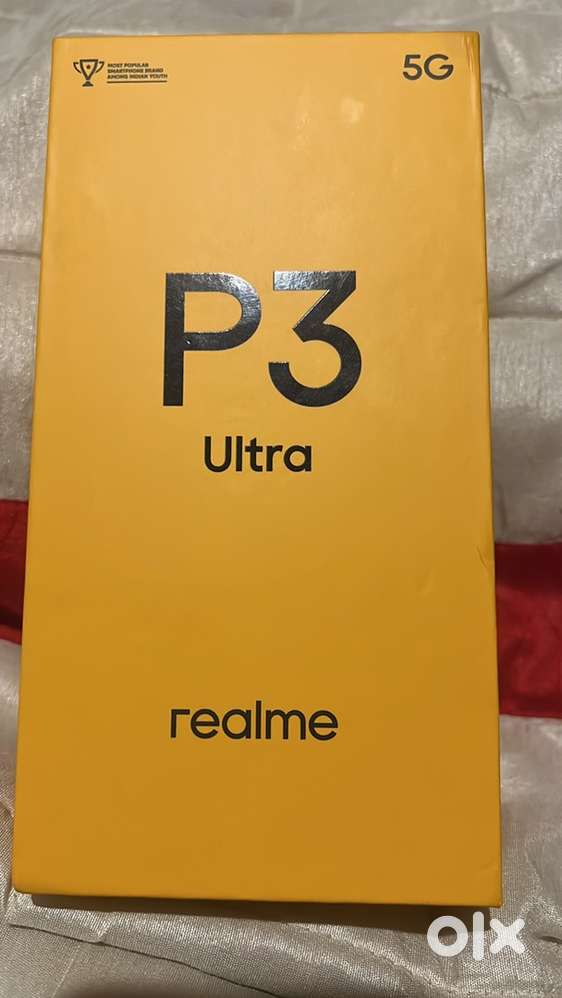 MOST POPULAR
SMARTPHONE BRAND
AMONG INDIAN YOUTH
5G
P3
Ultra
realme
olx